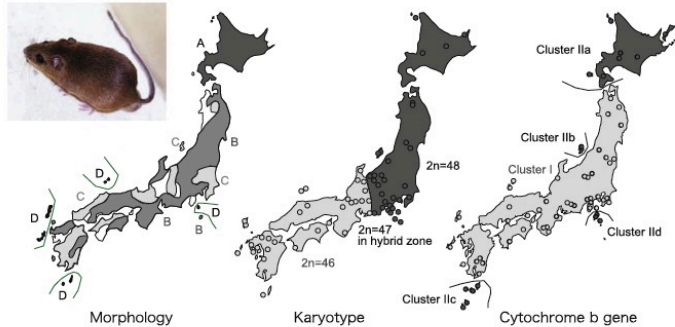 A
C
B
C
D
D
C
B
D
B
D
Morphology
2n=48
2n=47
in hybrid zone
2n=46
Karyotype
Cluster IIa
Cluster IIb
Cluster I
Cluster IId
Cluster IIc
Cytochrome b gene